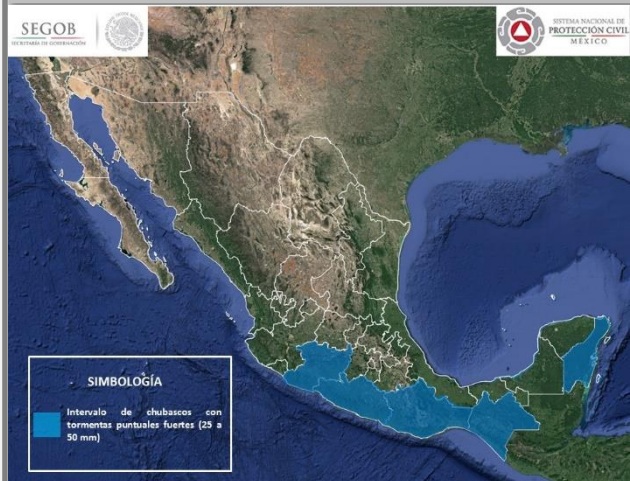 SEGOB
SECRETARÍA DE GOBERNACIÓN
SISTEMA NACIONAL DE
PROTECCIÓN CIVIL
MÉXICO
SIMBOLOGÍA
Intervalo de chubascos con
tormentas puntuales fuertes (25 a
50 mm)